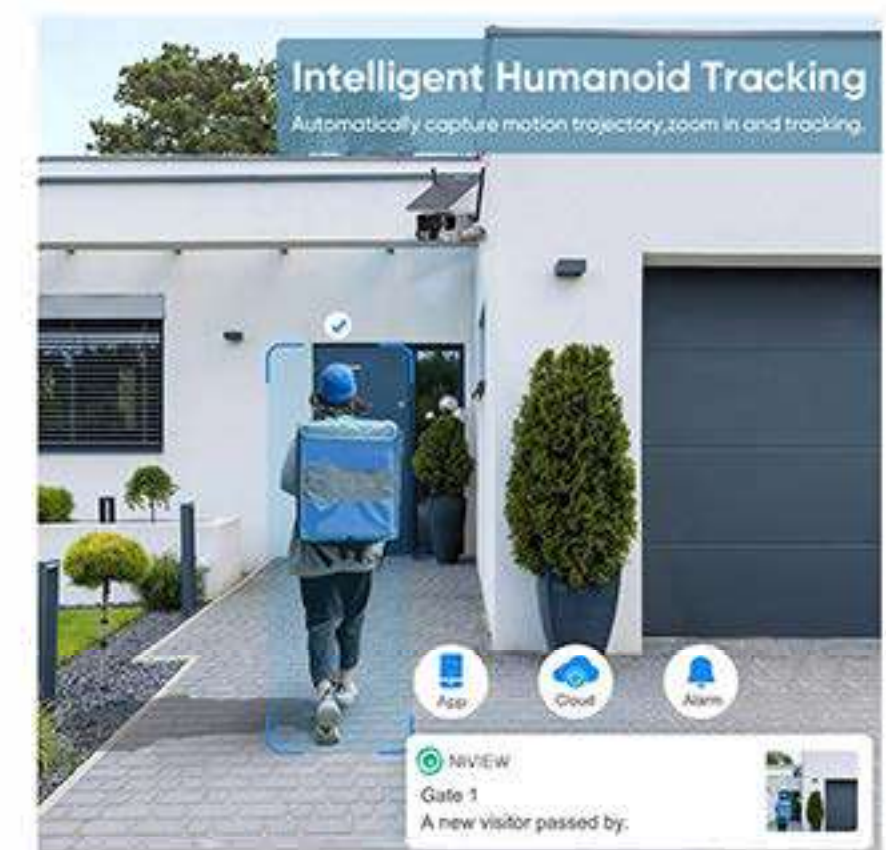 Intelligent Humanoid Tracking
Automatically capture motion trajectory,zoom in and tracking.
App
Cloud
Alarm
NIVIEW
Gate 1
A new visitor passed by.